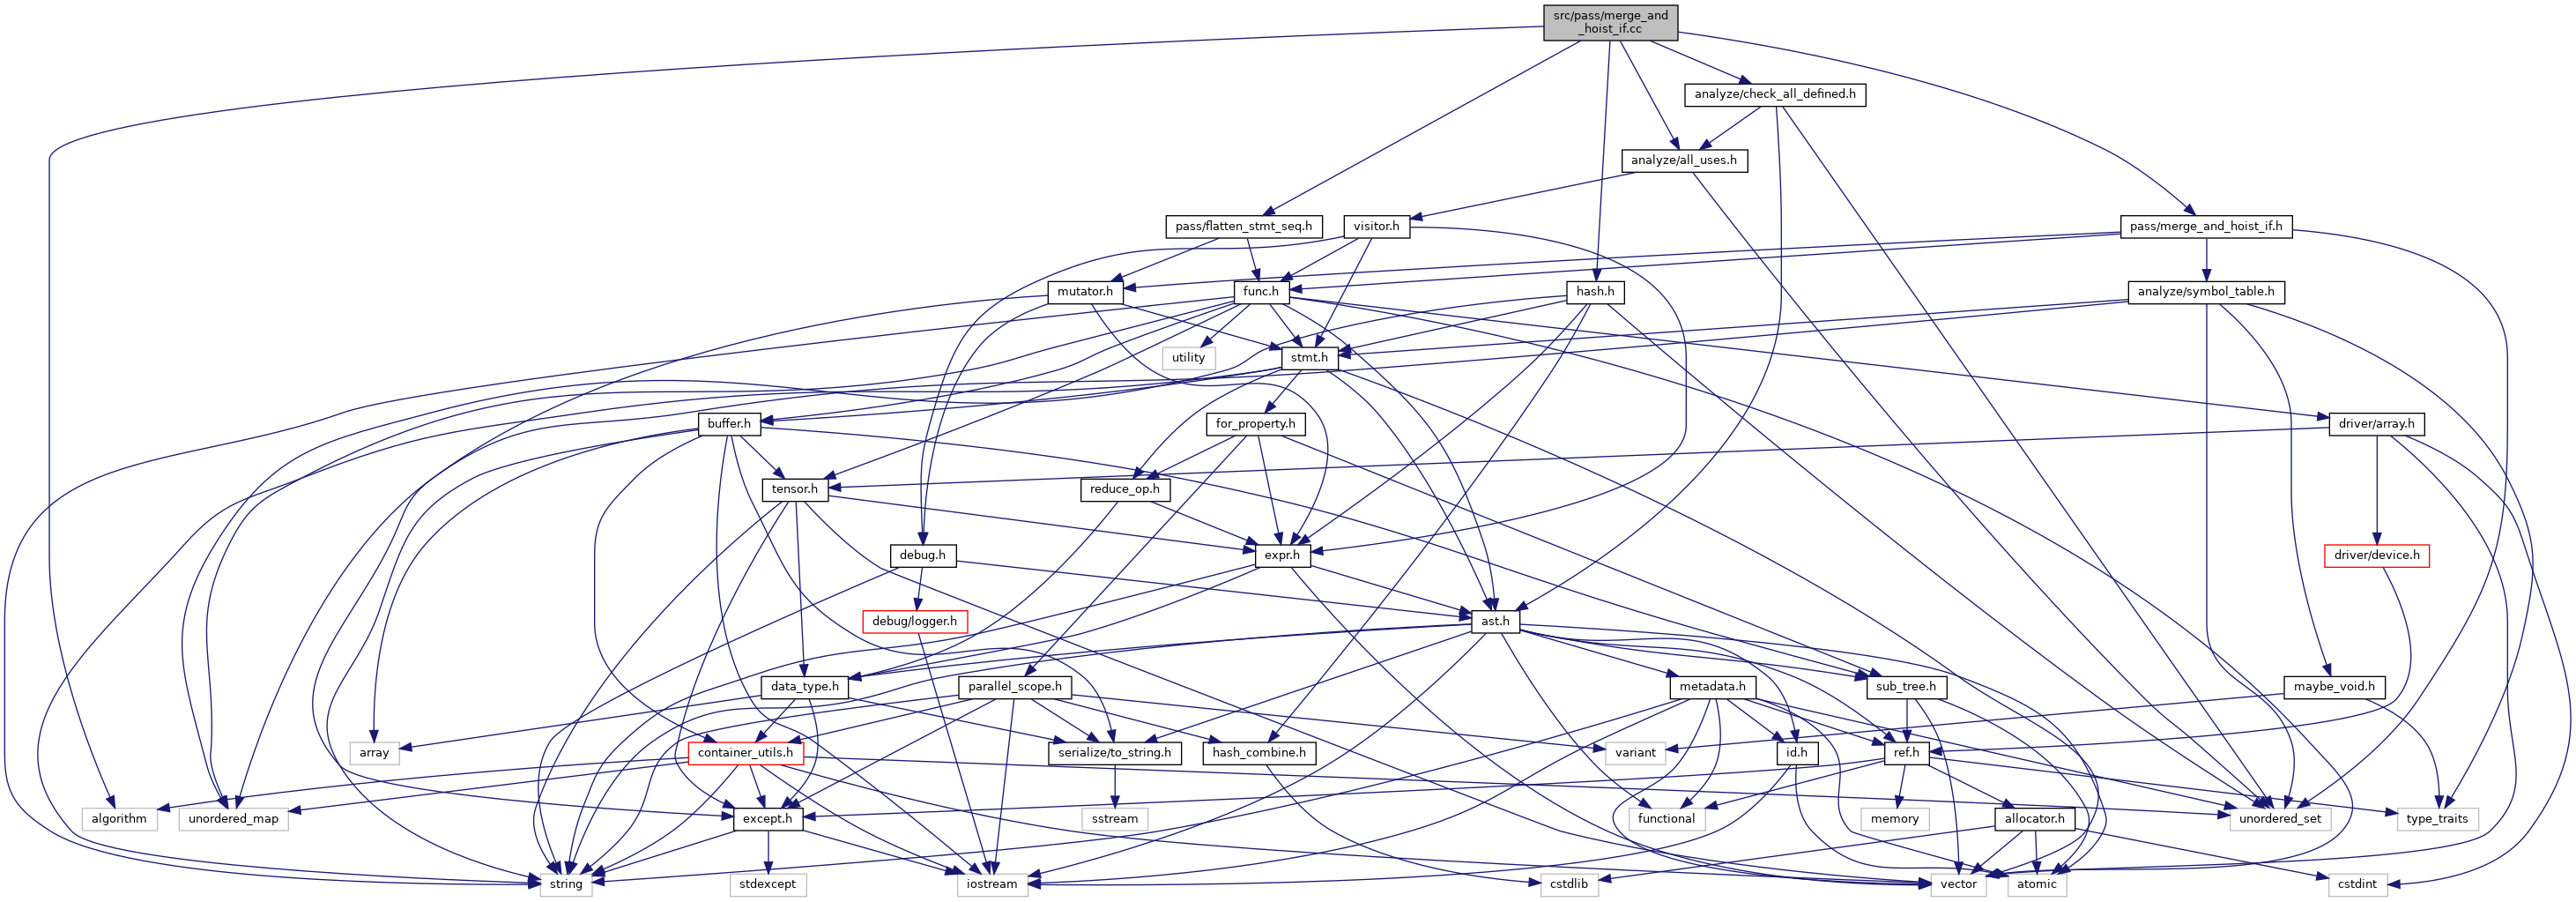 src/pass/merge_and
_hoist_if.cc
analyze/check_all_defined.h
analyze/all_uses.h
pass/flatten_stmt_seq.h
visitor.h
pass/merge_and_hoist_if.h
mutator.h
func.h
hash.h
analyze/symbol_table.h
utility
stmt.h
buffer.h
for_property.h
driver/array.h
tensor.h
reduce_op.h
debug.h
expr.h
driver/device.h
debug/logger.h
ast.h
data_type.h
parallel_scope.h
metadata.h
sub_tree.h
maybe_void.h
array
container_utils.h
serialize/to_string.h
hash_combine.h
variant
id.h
ref.h
algorithm
unordered_map
except.h
sstream
functional
memory
allocator.h
unordered_set
type_traits
string
stdexcept
iostream
cstdlib
vector
atomic
cstdint